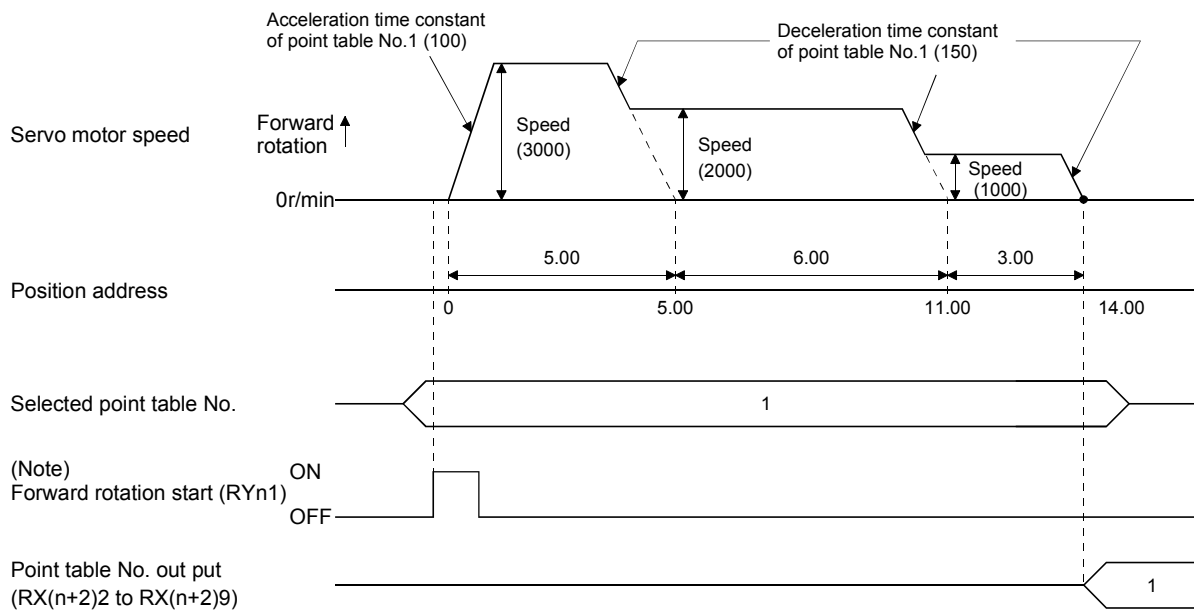 Acceleration time constant
of point table No.1 (100)
Deceleration time constant
of point table No.1 (150)
Servo motor speed
Forward
rotation
Speed
(3000)
Speed
(2000)
Speed
(1000)
0r/min
5.00
6.00
3.00
Position address
0
5.00
11.00
14.00
Selected point table No.
1
(Note)
Forward rotation start (RYn1)
ON
OFF
Point table No. out put
(RX(n+2)2 to RX(n+2)9)
1